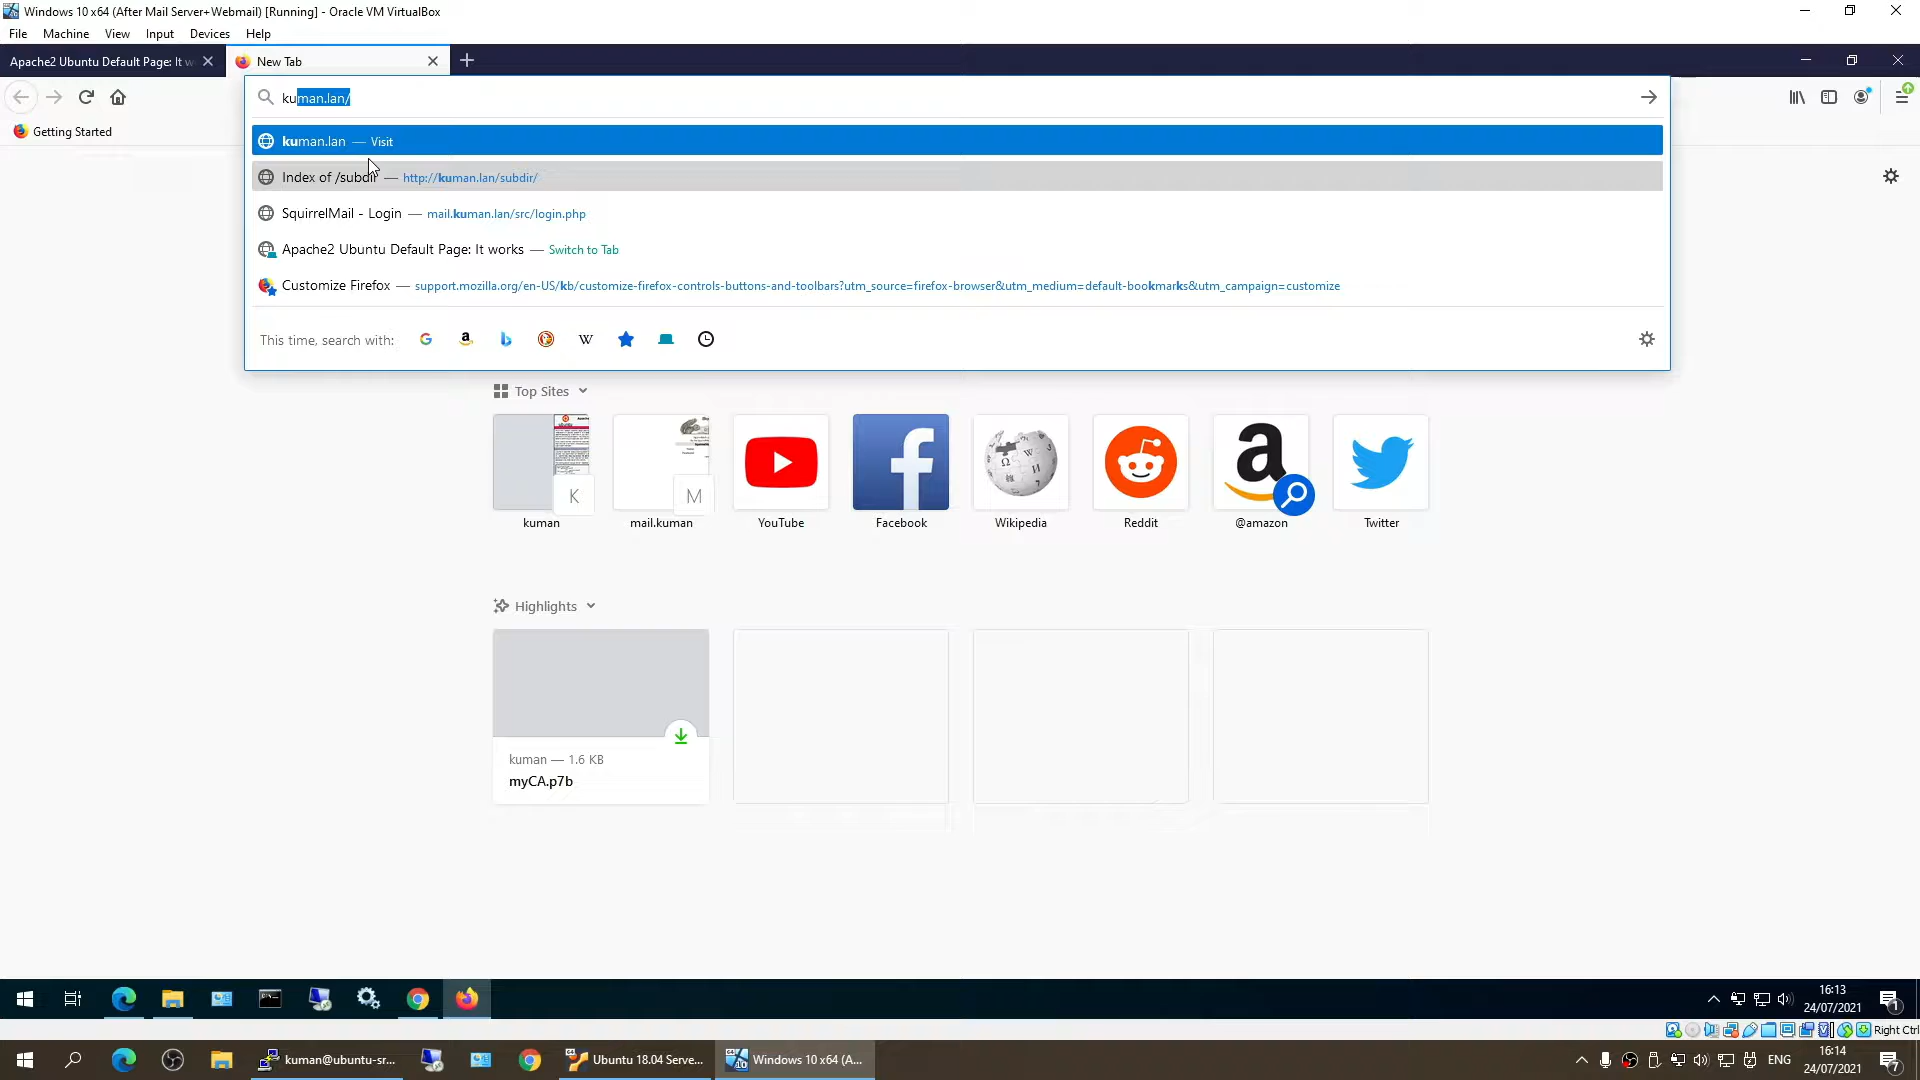 Windows 10 x64 (After Mail Server+Webmail) [Running] - Oracle VM VirtualBox
File Machine View Input Devices Help
Apache2 Ubuntu Default Page: It w
New Tab
kuman.lan/
Getting Started
kuman.lan — Visit
Index of /subdir — http://kuman.lan/subdir/
SquirrelMail - Login — mail.kuman.lan/src/login.php
Apache2 Ubuntu Default Page: It works — Switch to Tab
Customize Firefox — support.mozilla.org/en-US/kb/customize-firefox-controls-buttons-and-toolbars?utm_source=firefox-browser&utm_medium=default-bookmarks&utm_campaign=customize
This time, search with:
Top Sites
K
M
kuman
mail.kuman
YouTube
Facebook
Wikipedia
Reddit
@amazon
Twitter
Highlights
kuman — 1.6 KB
myCA.p7b
16:13
24/07/2021
1
Right Ctrl
kuman@ubuntu-sr...
Ubuntu 18.04 Serve...
Windows 10 x64 (A...
ENG
16:14
24/07/2021
7